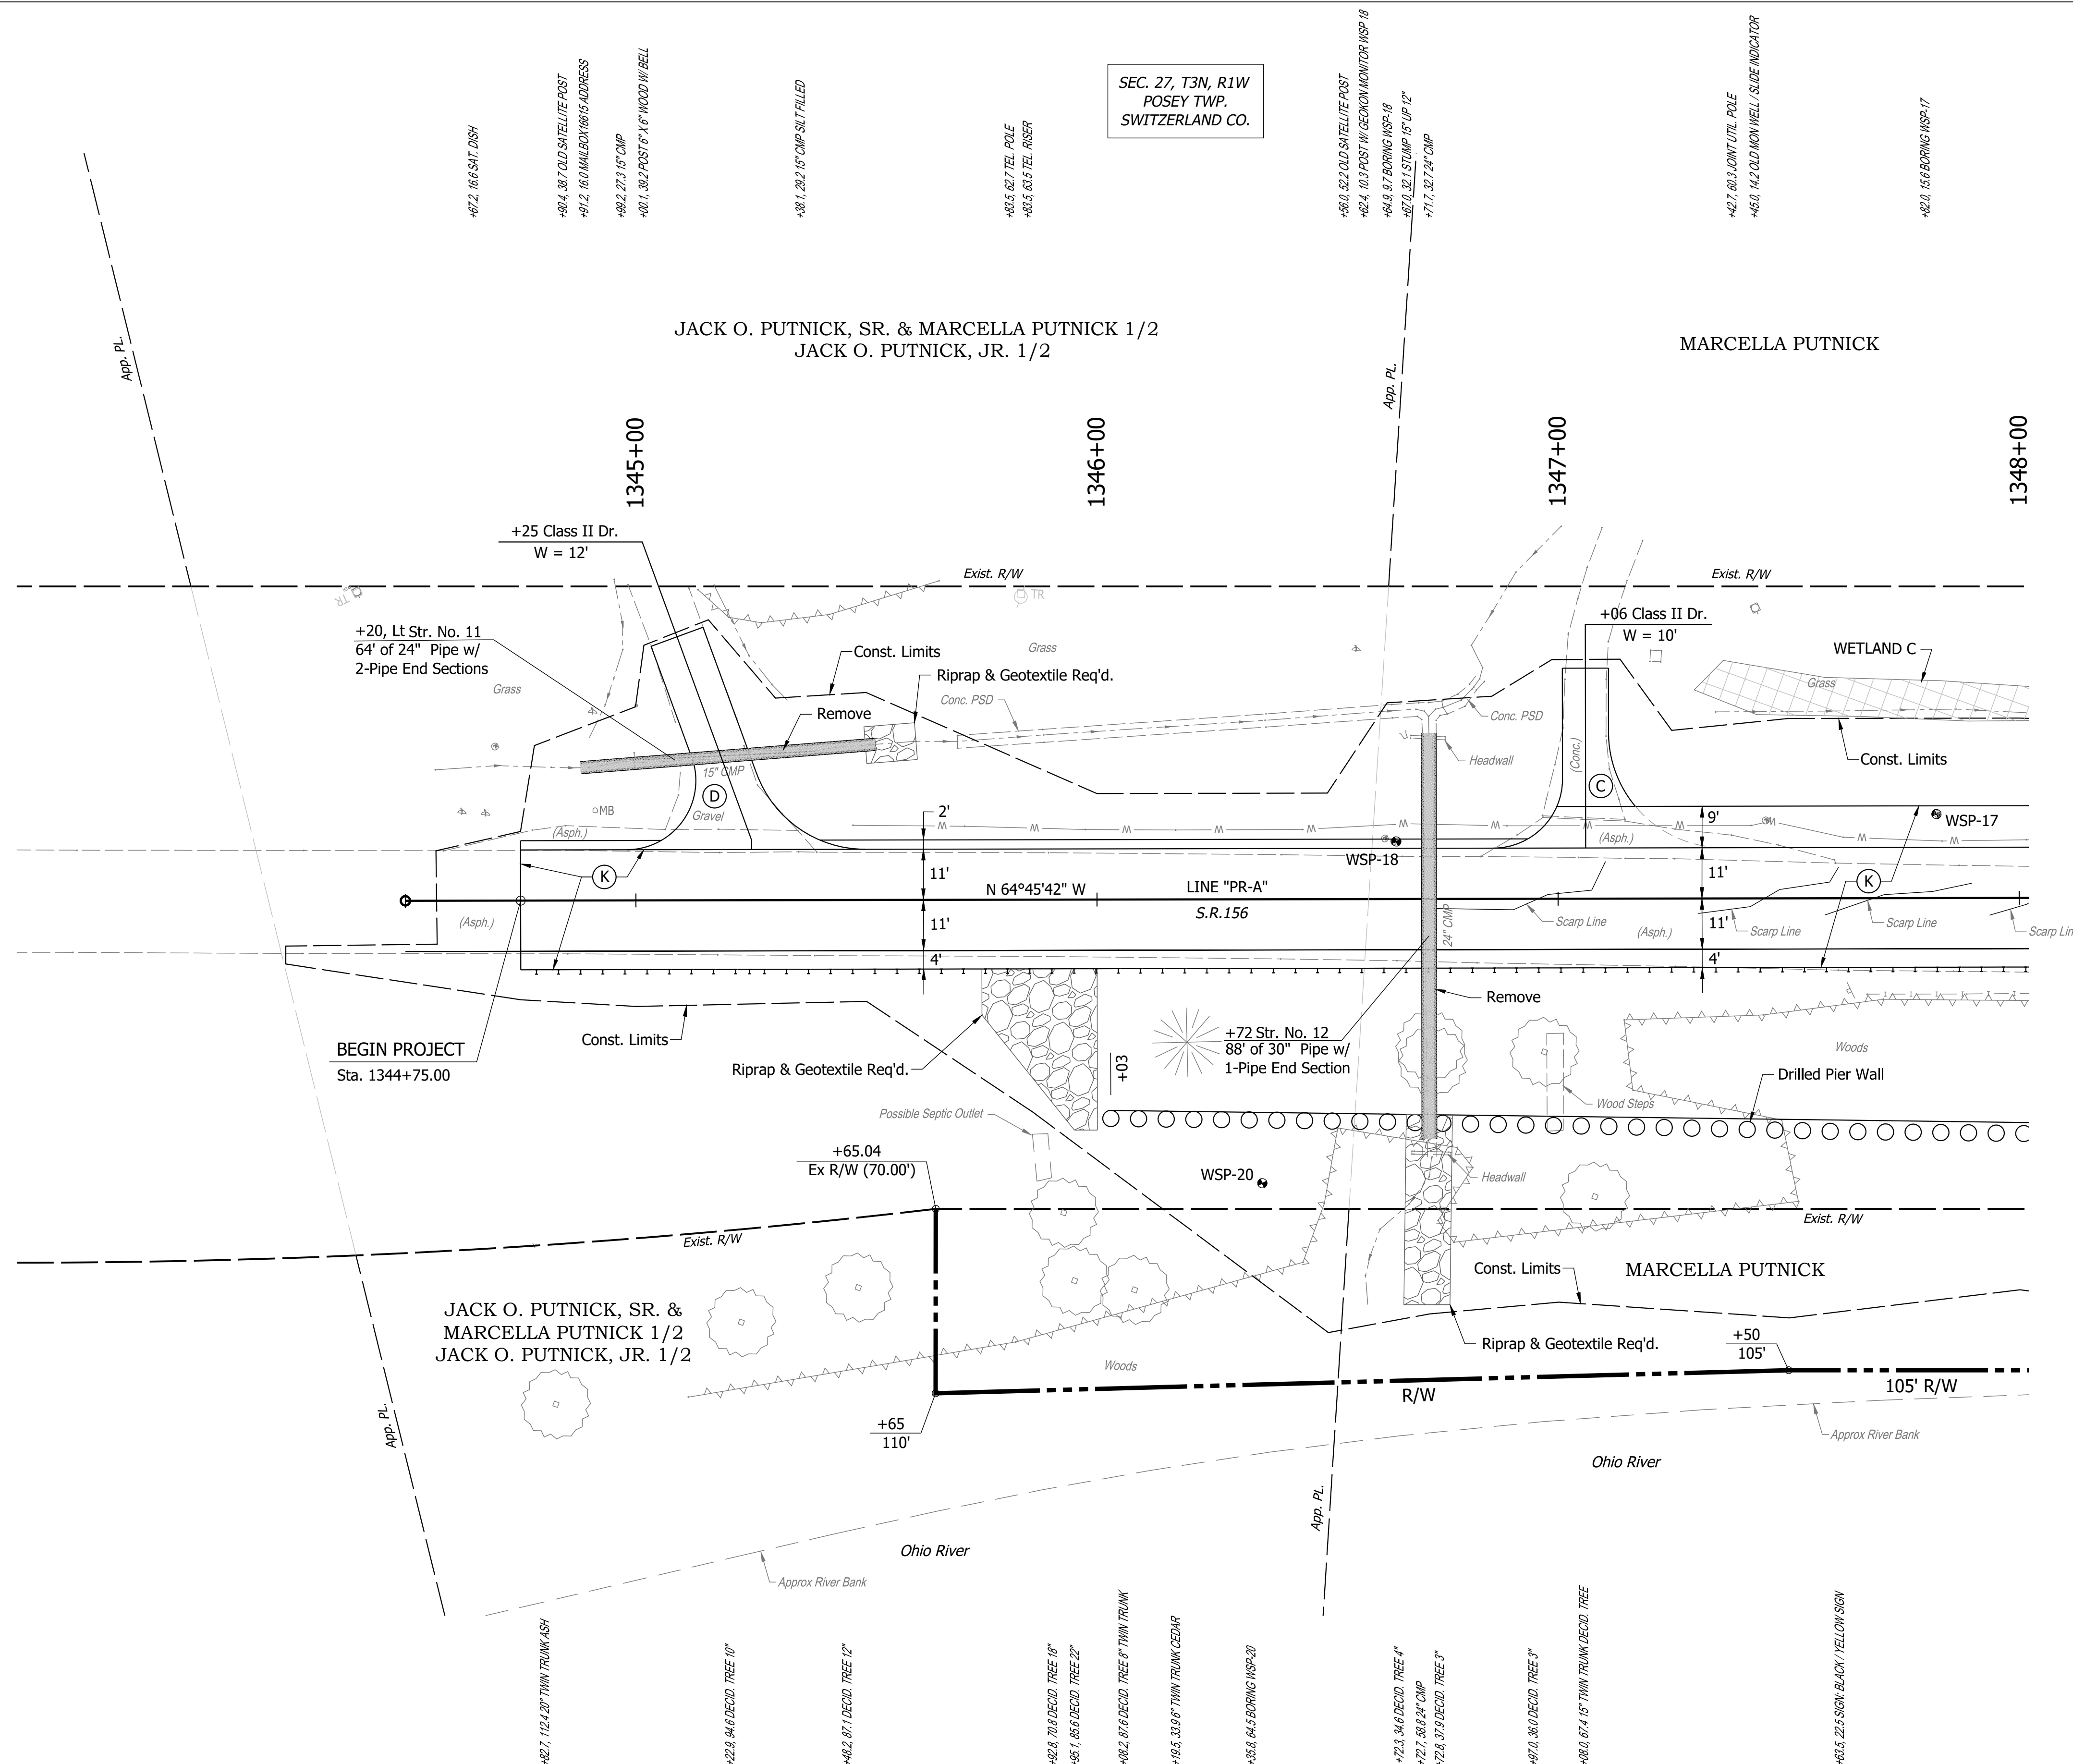 +67.2, 16.6 SAT. DISH
+90.4, 38.7 OLD SATELLITE POST
+91.2, 16.0 MAILBOX16615 ADDRESS
+99.2, 27.3 15" CMP
+00.1, 39.2 POST 6" X 6" WOOD W/ BELL
+38.1, 29.2 15" CMP SILT FILLED
+83.5, 62.7 TEL. POLE
+83.5, 63.5 TEL. RISER
SEC. 27, T3N, R1W
POSEY TWP.
SWITZERLAND CO.
+56.0, 52.2 OLD SATELLITE POST
+62.4, 10.3 POST W/ GEOKON MONITOR WSP 18
+64.9, 9.7 BORING WSP-18
+67.0, 32.1 STUMP 15" UP 12"
+71.7, 32.7 24" CMP
+42.7, 60.3 JOINT UTIL. POLE
+45.0, 14.2 OLD MON WELL / SLIDE INDICATOR
+82.0, 15.6 BORING WSP-17
App. PL.
JACK O. PUTNICK, SR. & MARCELLA PUTNICK 1/2
JACK O. PUTNICK, JR. 1/2
App. PL.
MARCELLA PUTNICK
1345+00
1346+00
1347+00
1348+00
+25 Class II Dr.
W = 12'
Exist. R/W
Exist. R/W
TR
TR
+06 Class II Dr.
W = 10'
+20, Lt Str. No. 11
64' of 24" Pipe w/
2-Pipe End Sections
Grass
Const. Limits
Grass
Riprap & Geotextile Req'd.
Conc. PSD
Conc. PSD
WETLAND C
Grass
Remove
15" CMP
Headwall
(Conc.)
Const. Limits
D
C
MB
Gravel
(Asph.)
2'
W W W W W W W W W W W W
9'
WSP-17
(Asph.)
WSP-18
K
11'
N 64°45'42" W
LINE "PR-A"
11'
K
(Asph.)
11'
S.R.156
24" CMP
Scarp Line
(Asph.)
11'
Scarp Line
Scarp Line
Scarp Lin
4'
4'
Remove
BEGIN PROJECT
Sta. 1344+75.00
Const. Limits
Riprap & Geotextile Req'd.
+03
+72 Str. No. 12
88' of 30" Pipe w/
1-Pipe End Section
Woods
Drilled Pier Wall
Wood Steps
Possible Septic Outlet
+65.04
Ex R/W (70.00')
WSP-20
Headwall
Exist. R/W
Exist. R/W
Const. Limits
MARCELLA PUTNICK
JACK O. PUTNICK, SR. &
MARCELLA PUTNICK 1/2
JACK O. PUTNICK, JR. 1/2
Riprap & Geotextile Req'd.
+50
105'
Woods
R/W
105' R/W
App. PL.
+65
110'
Approx River Bank
Ohio River
App. PL.
Ohio River
Approx River Bank
+82.7, 112.4 20" TWIN TRUNK ASH
+22.9, 94.6 DECID. TREE 10"
+48.2, 87.1 DECID. TREE 12"
+92.8, 70.8 DECID. TREE 18"
+95.1, 85.6 DECID. TREE 22"
+08.2, 87.6 DECID. TREE 8" TWIN TRUNK
+19.5, 33.9 6" TWIN TRUNK CEDAR
+35.8, 64.5 BORING WSP-20
+72.3, 34.6 DECID. TREE 4"
+72.7, 58.8 24" CMP
+72.8, 37.9 DECID. TREE 3"
+97.0, 36.0 DECID. TREE 3"
+08.0, 67.4 15" TWIN TRUNK DECID. TREE
+63.5, 22.5 SIGN: BLACK / YELLOW SIGN